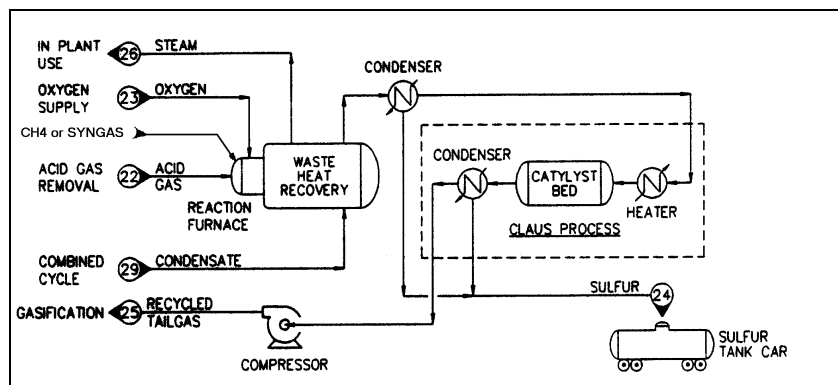 IN PLANT
USE
26
STEAM
OXYGEN
SUPPLY
23
OXYGEN
CH4 or SYNGAS
ACID GAS
REMOVAL
22
ACID
GAS
REACTION
FURNACE
WASTE
HEAT
RECOVERY
COMBINED
CYCLE
29
CONDENSATE
GASIFICATION
25
RECYCLED
TAILGAS
COMPRESSOR
CONDENSER
CONDENSER
CATYLYST
BED
HEATER
CLAUS PROCESS
SULFUR
24
SULFUR
TANK CAR